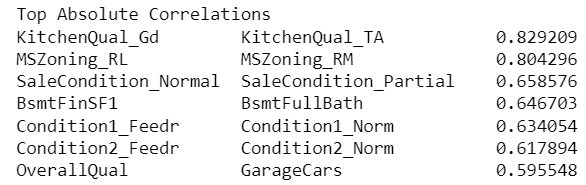 Top Absolute Correlations
KitchenQual_Gd KitchenQual_TA 0.829209
MSZoning_RL MSZoning_RM 0.804296
SaleCondition_Normal SaleCondition_Partial 0.658576
BsmtFinSF1 BsmtFullBath 0.646703
Condition1_Feedr Condition1_Norm 0.634054
Condition2_Feedr Condition2_Norm 0.617894
OverallQual GarageCars 0.595548